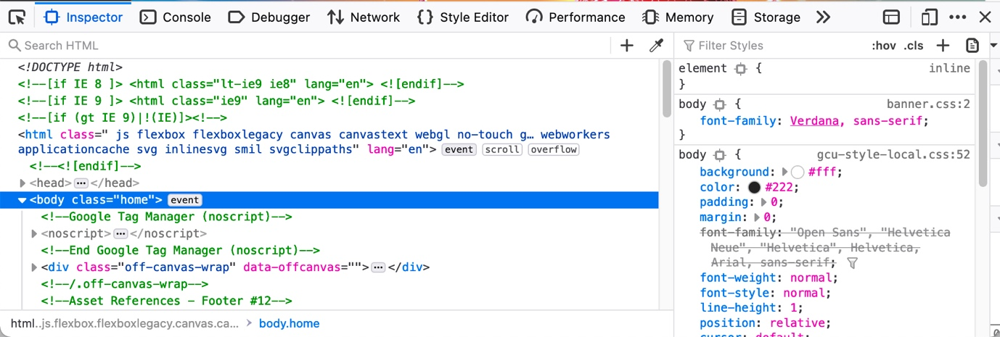 Inspector Console Debugger Network {} Style Editor Performance Memory Storage
Search HTML
<!DOCTYPE html>
<!--[if IE 8 ]> <html class="lt-ie9 ie8" lang="en"> <![endif]-->
<!--[if IE 9 ]> <html class="ie9" lang="en"> <![endif]-->
<!--[if (gt IE 9)|!(IE)]><!-->
<html class=" js flexbox flexboxlegacy canvas canvastext webgl no-touch g… webworkers
applicationcache svg inlinesvg smil svgclippaths" lang="en"> event scroll overflow
<!--<![endif]-->
<head> ••• </head>
<body class="home"> event
<!--Google Tag Manager (noscript)-->
<noscript> ••• </noscript>
<!--End Google Tag Manager (noscript)-->
<div class="off-canvas-wrap" data-offcanvas=""> ••• </div>
<!--/.off-canvas-wrap-->
<!--Asset References - Footer #12-->
html..js.flexbox.flexboxlegacy.canvas.ca... > body.home
Filter Styles :hov .cls +
element { inline
}
body { banner.css:2
font-family: Verdana, sans-serif;
}
body { gcu-style-local.css:52
background: #fff;
color: #222;
padding: 0;
margin: 0;
font-family: "Open Sans", "Helvetica
Neue", "Helvetica", Helvetica,
Arial, sans-serif;
font-weight: normal;
font-style: normal;
line-height: 1;
position: relative;
cursor: default;